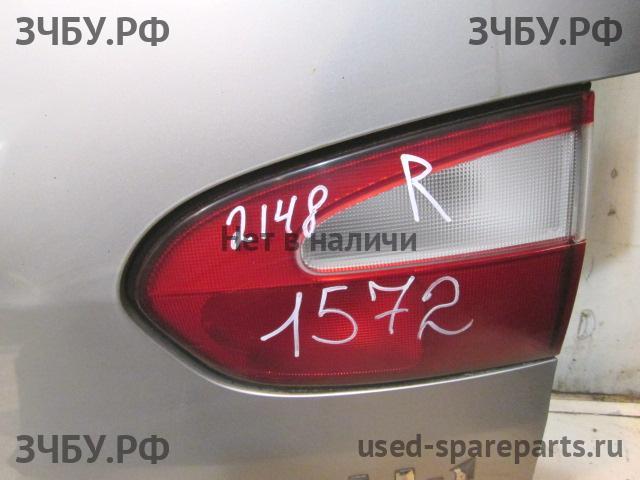 ЗЧБУ.РФ ЗЧБУ.РФ
R
2148
Нет в наличи
1572
ЗЧБУ.РФ used-spareparts.ru